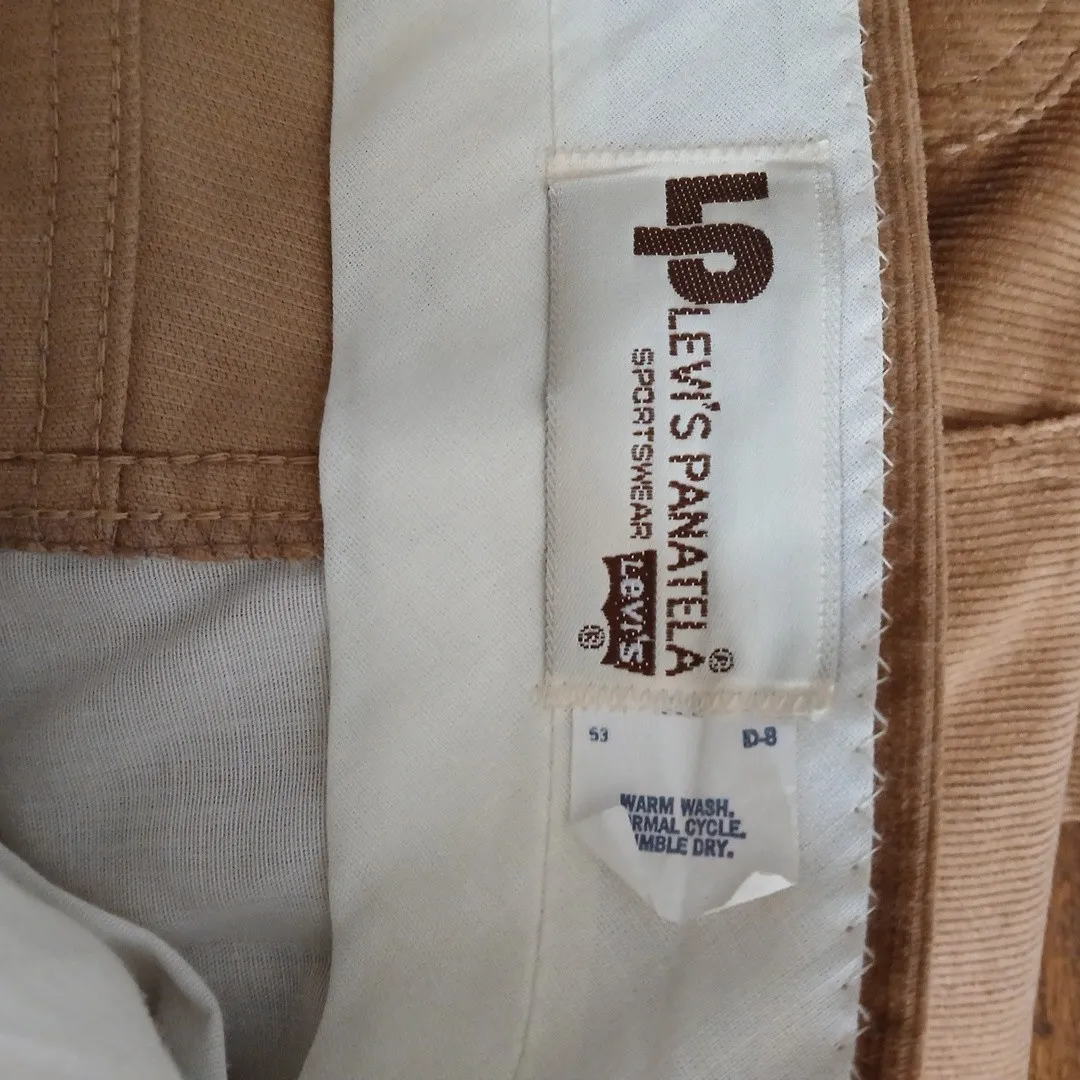 LP
LEVI'S PANATELA®
SPORTSWEAR
Levi's®
53 D-8
WARM WASH.
RMAL CYCLE.
MBLE DRY.